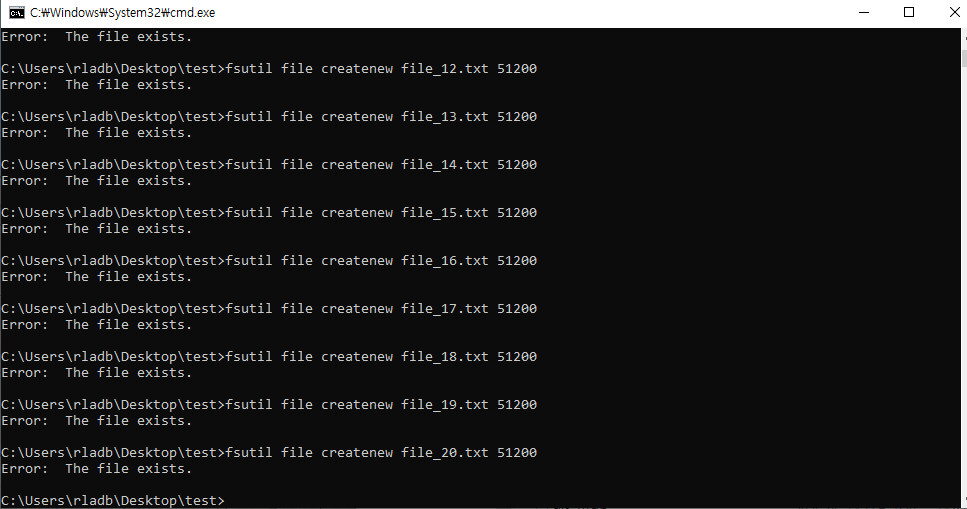 C:₩Windows₩System32₩cmd.exe
Error:  The file exists.
C:\Users\rladb\Desktop\test>fsutil file createnew file_12.txt 51200
Error:  The file exists.
C:\Users\rladb\Desktop\test>fsutil file createnew file_13.txt 51200
Error:  The file exists.
C:\Users\rladb\Desktop\test>fsutil file createnew file_14.txt 51200
Error:  The file exists.
C:\Users\rladb\Desktop\test>fsutil file createnew file_15.txt 51200
Error:  The file exists.
C:\Users\rladb\Desktop\test>fsutil file createnew file_16.txt 51200
Error:  The file exists.
C:\Users\rladb\Desktop\test>fsutil file createnew file_17.txt 51200
Error:  The file exists.
C:\Users\rladb\Desktop\test>fsutil file createnew file_18.txt 51200
Error:  The file exists.
C:\Users\rladb\Desktop\test>fsutil file createnew file_19.txt 51200
Error:  The file exists.
C:\Users\rladb\Desktop\test>fsutil file createnew file_20.txt 51200
Error:  The file exists.
C:\Users\rladb\Desktop\test>